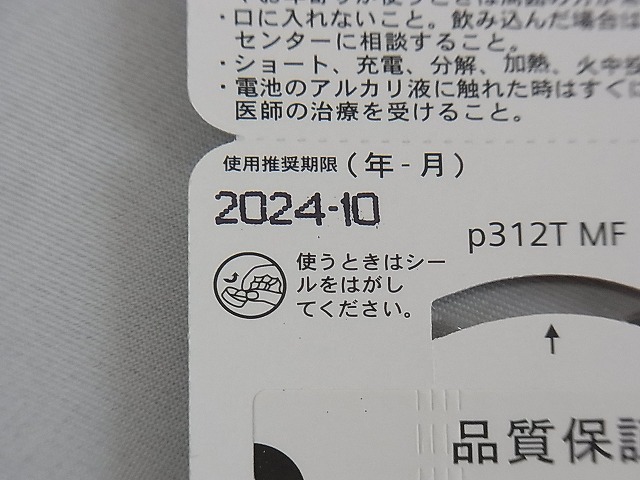 ・口に入れないこと。飲み込んだ場合は
センターに相談すること。
・ショート、充電、分解、加熱、火中投
・電池のアルカリ液に触れた時はすぐに
医師の治療を受けること。
使用推奨期限(年-月)
2024-10
p312T MF
使うときはシー
ルをはがし
てください。
品質保証